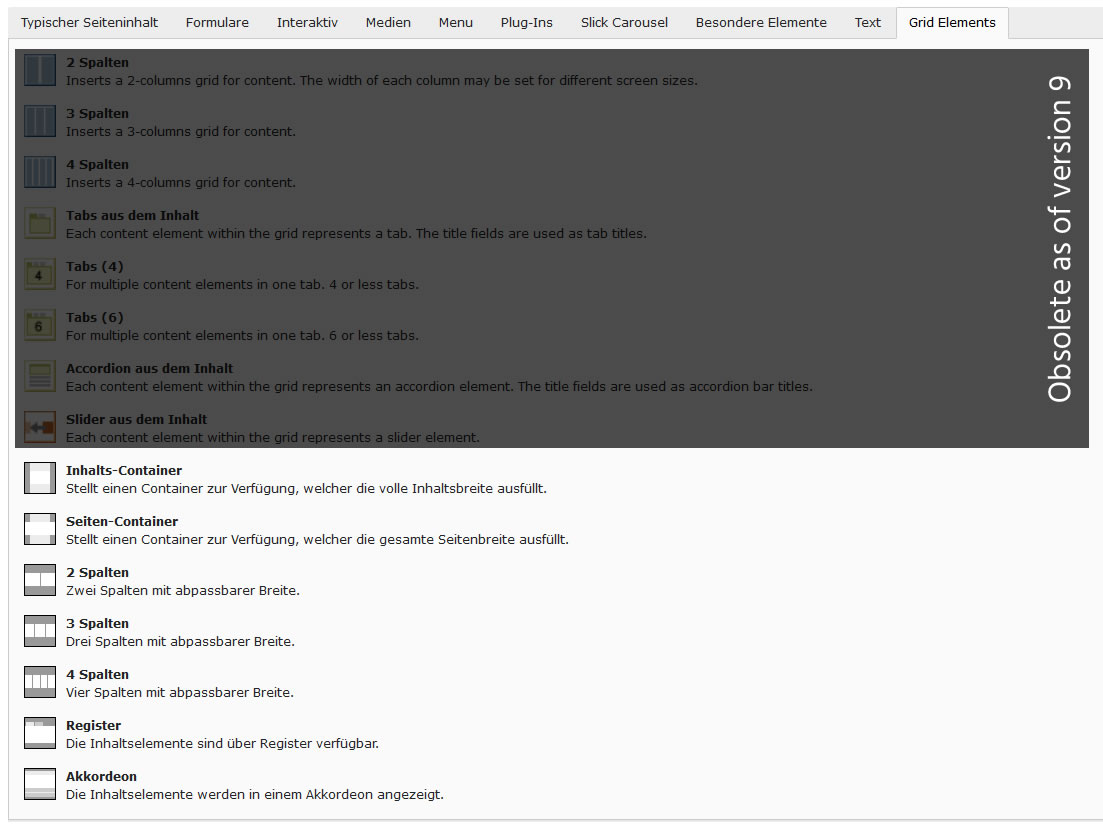 Typischer Seiteninhalt Formulare Interaktiv Medien Menu Plug-Ins Slick Carousel Besondere Elemente Text Grid Elements
2 Spalten
Inserts a 2-columns grid for content. The width of each column may be set for different screen sizes.
3 Spalten
Inserts a 3-columns grid for content.
4 Spalten
Inserts a 4-columns grid for content.
Tabs aus dem Inhalt
Each content element within the grid represents a tab. The title fields are used as tab titles.
4
Tabs (4)
For multiple content elements in one tab. 4 or less tabs.
6
Tabs (6)
For multiple content elements in one tab. 6 or less tabs.
Accordion aus dem Inhalt
Each content element within the grid represents an accordion element. The title fields are used as accordion bar titles.
Slider aus dem Inhalt
Each content element within the grid represents a slider element.
Obsolete as of version 9
Inhalts-Container
Stellt einen Container zur Verfügung, welcher die volle Inhaltsbreite ausfüllt.
Seiten-Container
Stellt einen Container zur Verfügung, welcher die gesamte Seitenbreite ausfüllt.
2 Spalten
Zwei Spalten mit abpassbarer Breite.
3 Spalten
Drei Spalten mit abpassbarer Breite.
4 Spalten
Vier Spalten mit abpassbarer Breite.
Register
Die Inhaltselemente sind über Register verfügbar.
Akkordeon
Die Inhaltselemente werden in einem Akkordeon angezeigt.